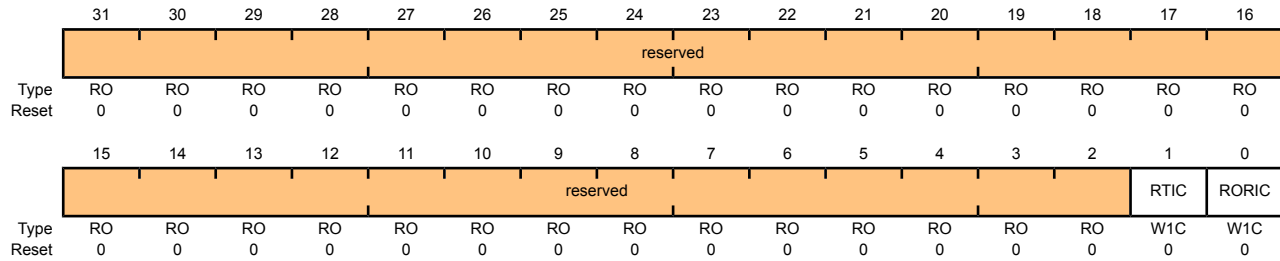 31 30 29 28 27 26 25 24 23 22 21 20 19 18 17 16
reserved
Type RO RO RO RO RO RO RO RO RO RO RO RO RO RO RO RO
Reset 0 0 0 0 0 0 0 0 0 0 0 0 0 0 0 0
15 14 13 12 11 10 9 8 7 6 5 4 3 2 1 0
reserved RTIC RORIC
Type RO RO RO RO RO RO RO RO RO RO RO RO RO RO W1C W1C
Reset 0 0 0 0 0 0 0 0 0 0 0 0 0 0 0 0